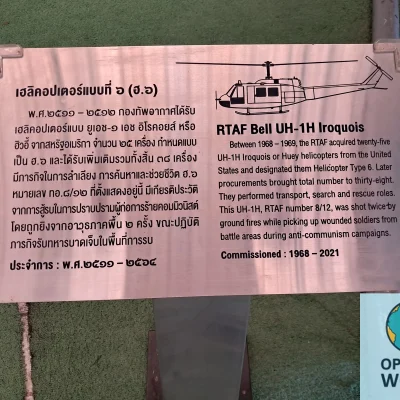 เฮลิคอปเตอร์แบบที่ ๖ (ฮ.๖)
พ.ศ.๒๕๑๑ – ๒๕๑๒ กองทัพอากาศได้รับ
เฮลิคอปเตอร์แบบ ยูเอช-๑ เอช อิโรคอยส์ หรือ
ฮิวอี้ จากสหรัฐอเมริกา จำนวน ๒๕ เครื่อง กำหนดแบบ
เป็น ฮ.๖ และได้รับเพิ่มเติมรวมทั้งสิ้น ๓๘ เครื่อง
มีภารกิจในการลำเลียง การค้นหาและช่วยชีวิต ฮ.๖
หมายเลข ทอ.๘/๑๒ ที่ตั้งแสดงอยู่นี้ มีเกียรติประวัติ
จากการสู้รบในการปราบปรามผู้ก่อการร้ายคอมมิวนิสต์
โดยถูกยิงจากอาวุธภาคพื้น ๒ ครั้ง ขณะปฏิบัติ
ภารกิจรับทหารบาดเจ็บในพื้นที่การรบ
ประจำการ : พ.ศ.๒๕๑๑ - ๒๕๖๔
RTAF Bell UH-1H Iroquois
Between 1968 – 1969, the RTAF acquired twenty-five
UH-1H Iroquois or Huey helicopters from the United
States and designated them Helicopter Type 6. Later
procurements brought total number to thirty-eight.
They performed transport, search and rescue roles.
This UH-1H, RTAF number 8/12, was shot twice by
ground fires while picking up wounded soldiers from
battle areas during anti-communism campaigns.
Commissioned : 1968 – 2021